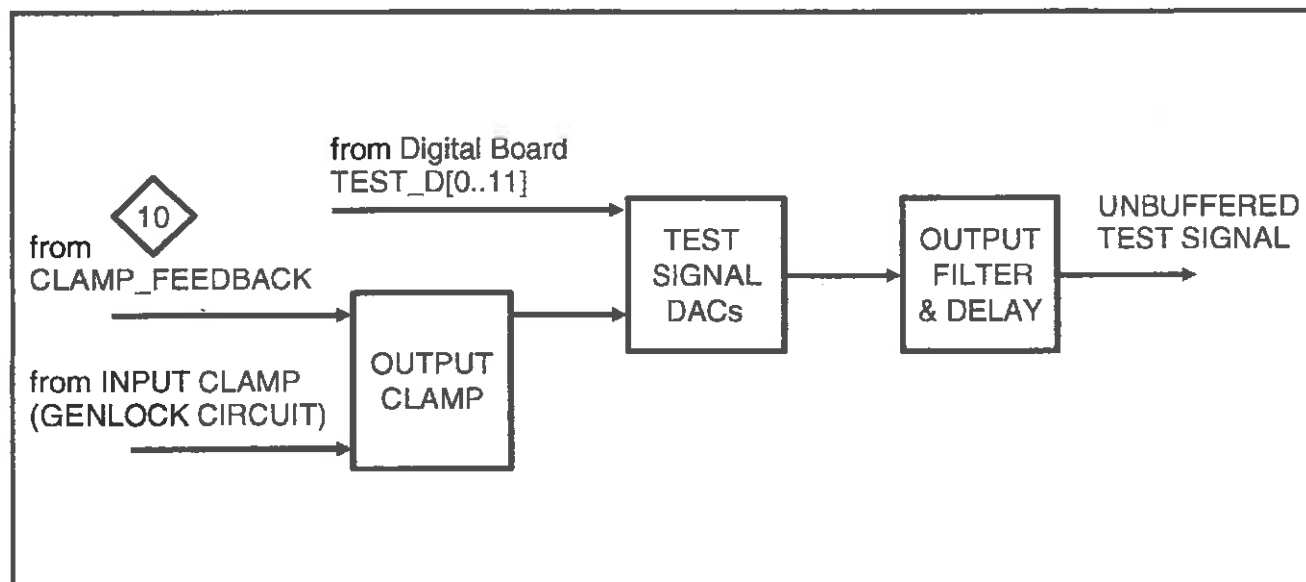 from Digital Board
TEST_D[0..11]
10
from
CLAMP_FEEDBACK
from INPUT CLAMP
(GENLOCK CIRCUIT)
OUTPUT
CLAMP
TEST
SIGNAL
DACs
OUTPUT
FILTER
& DELAY
UNBUFFERED
TEST SIGNAL